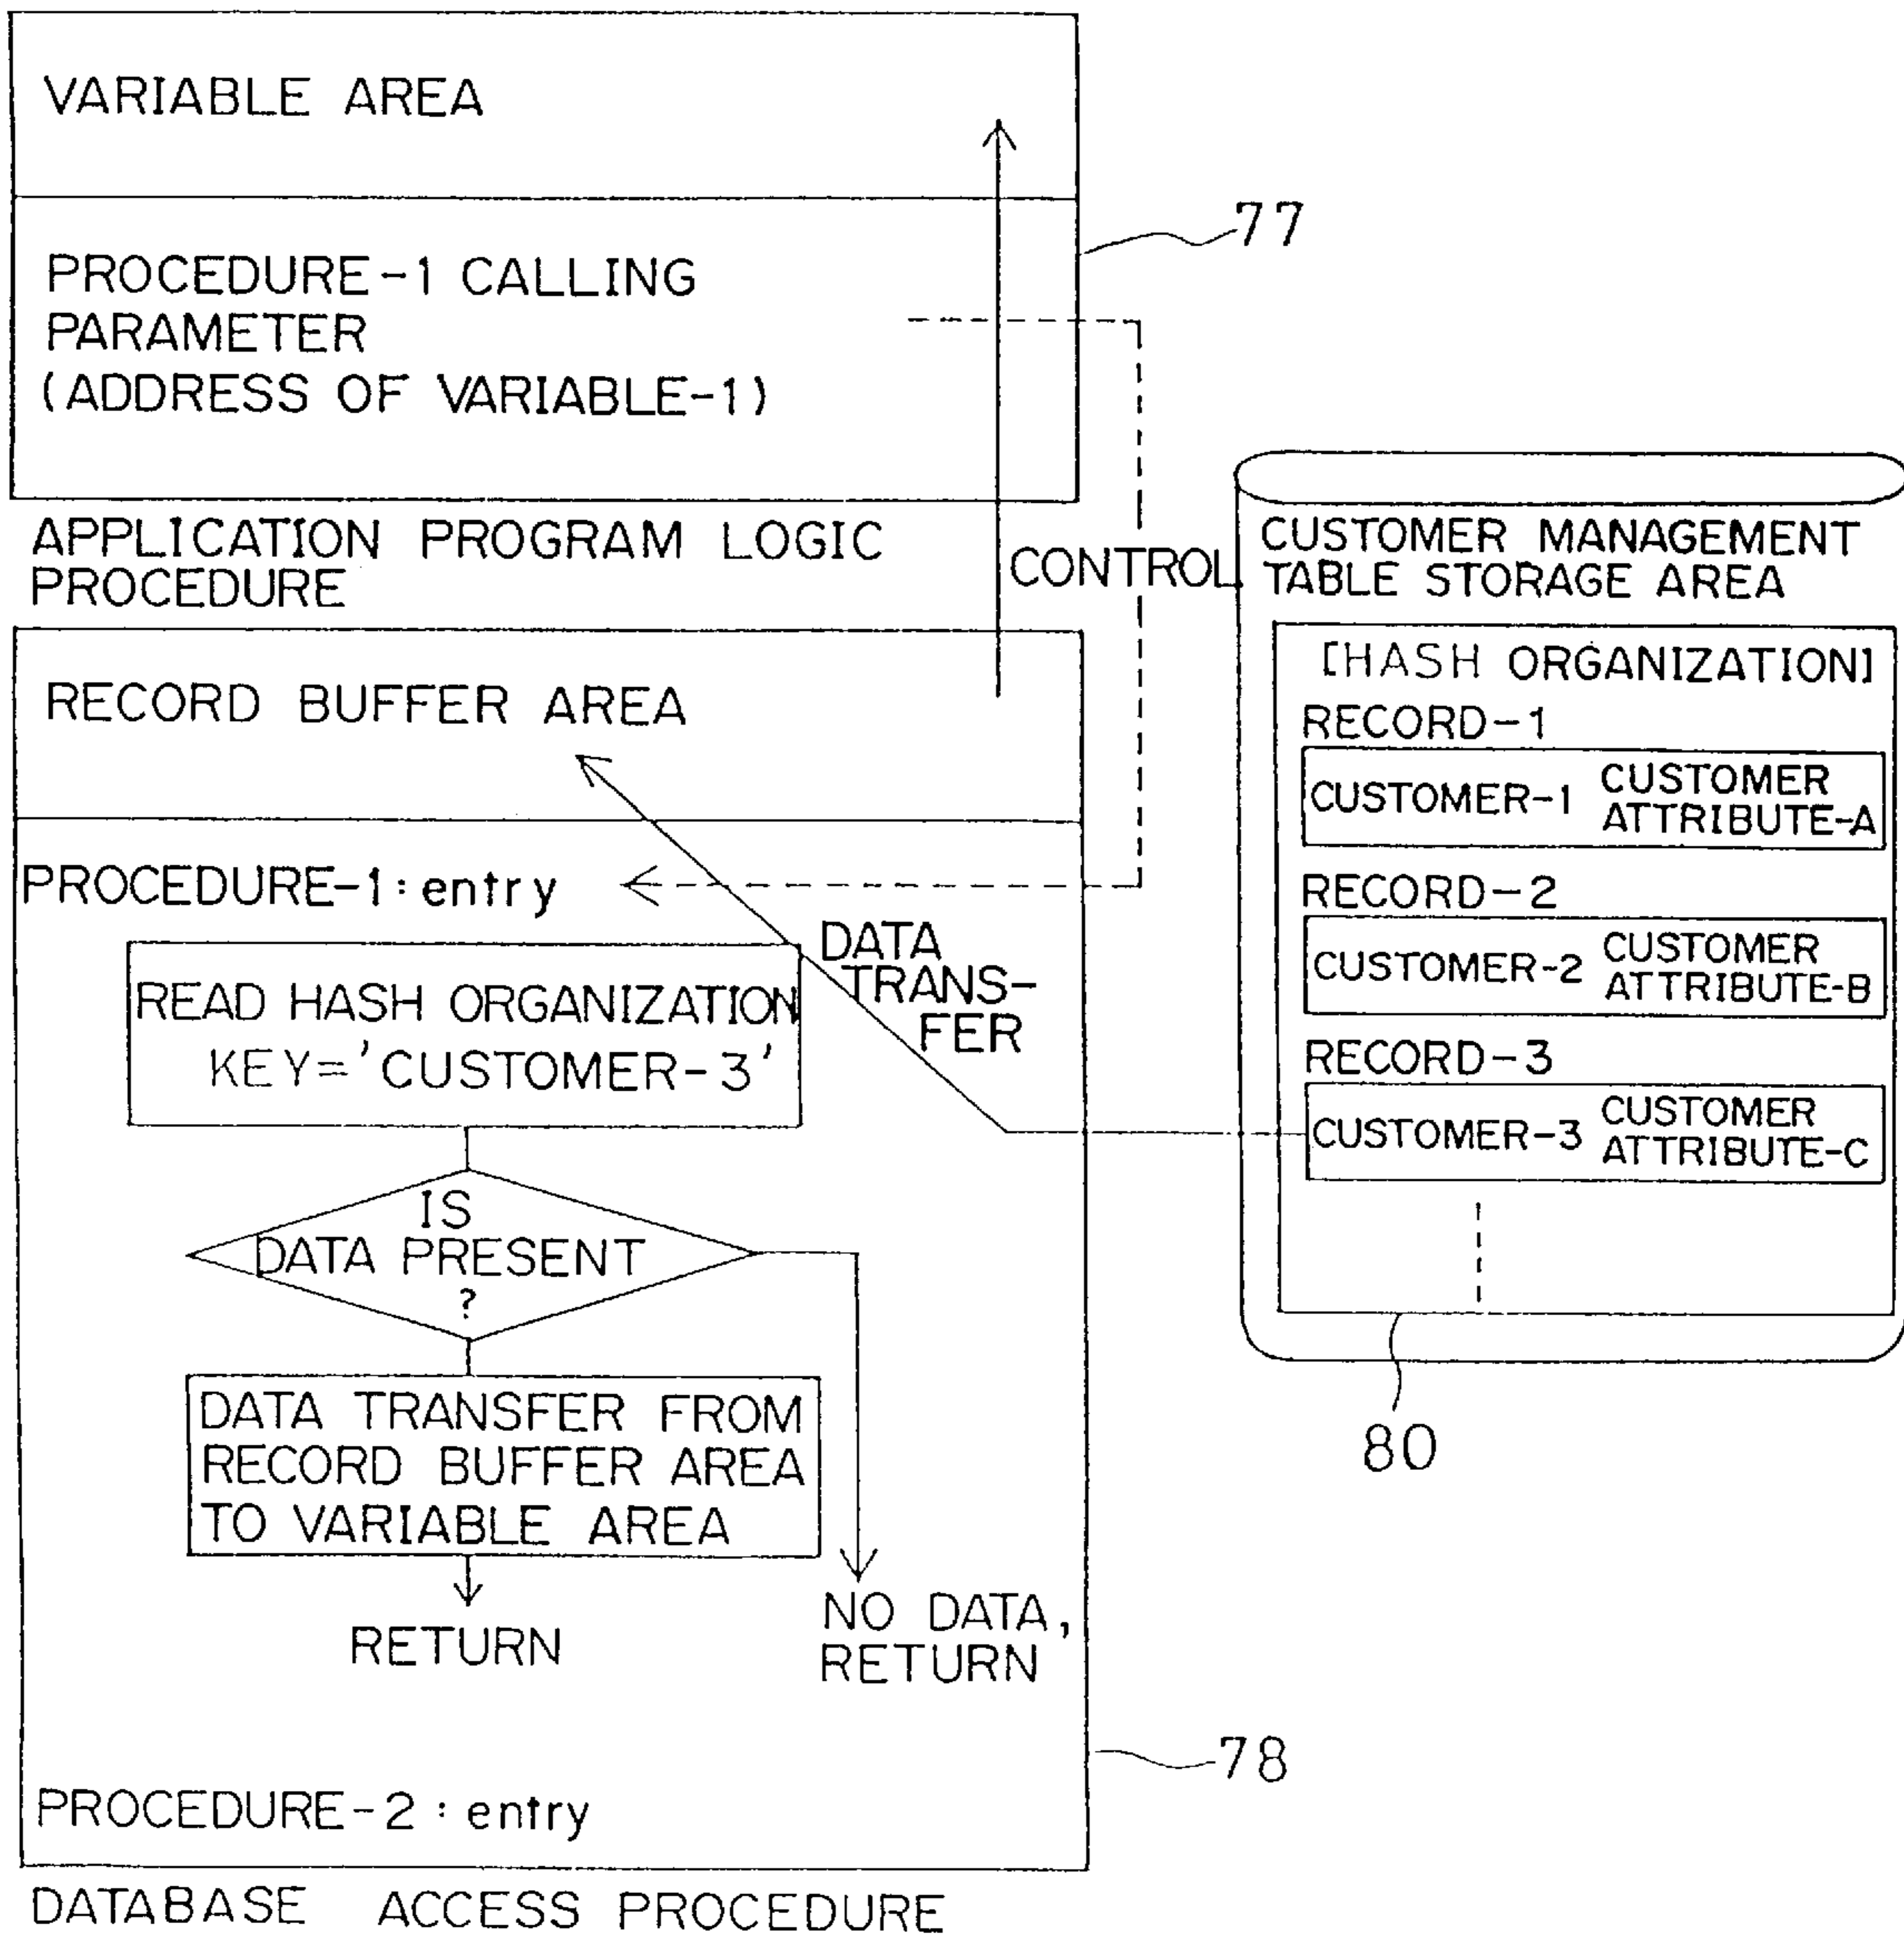 VARIABLE AREA
77
PROCEDURE-1 CALLING
PARAMETER
(ADDRESS OF VARIABLE-1)
APPLICATION PROGRAM LOGIC
PROCEDURE
CONTROL
CUSTOMER MANAGEMENT
TABLE STORAGE AREA
[HASH ORGANIZATION]
RECORD-1
CUSTOMER-1 CUSTOMER
ATTRIBUTE-A
RECORD-2
CUSTOMER-2 CUSTOMER
ATTRIBUTE-B
RECORD-3
CUSTOMER-3 CUSTOMER
ATTRIBUTE-C
80
RECORD BUFFER AREA
PROCEDURE-1: entry
DATA
TRANS-
FER
READ HASH ORGANIZATION
KEY='CUSTOMER-3'
IS
DATA PRESENT
?
DATA TRANSFER FROM
RECORD BUFFER AREA
TO VARIABLE AREA
RETURN
NO DATA,
RETURN
78
PROCEDURE-2: entry
DATABASE ACCESS PROCEDURE